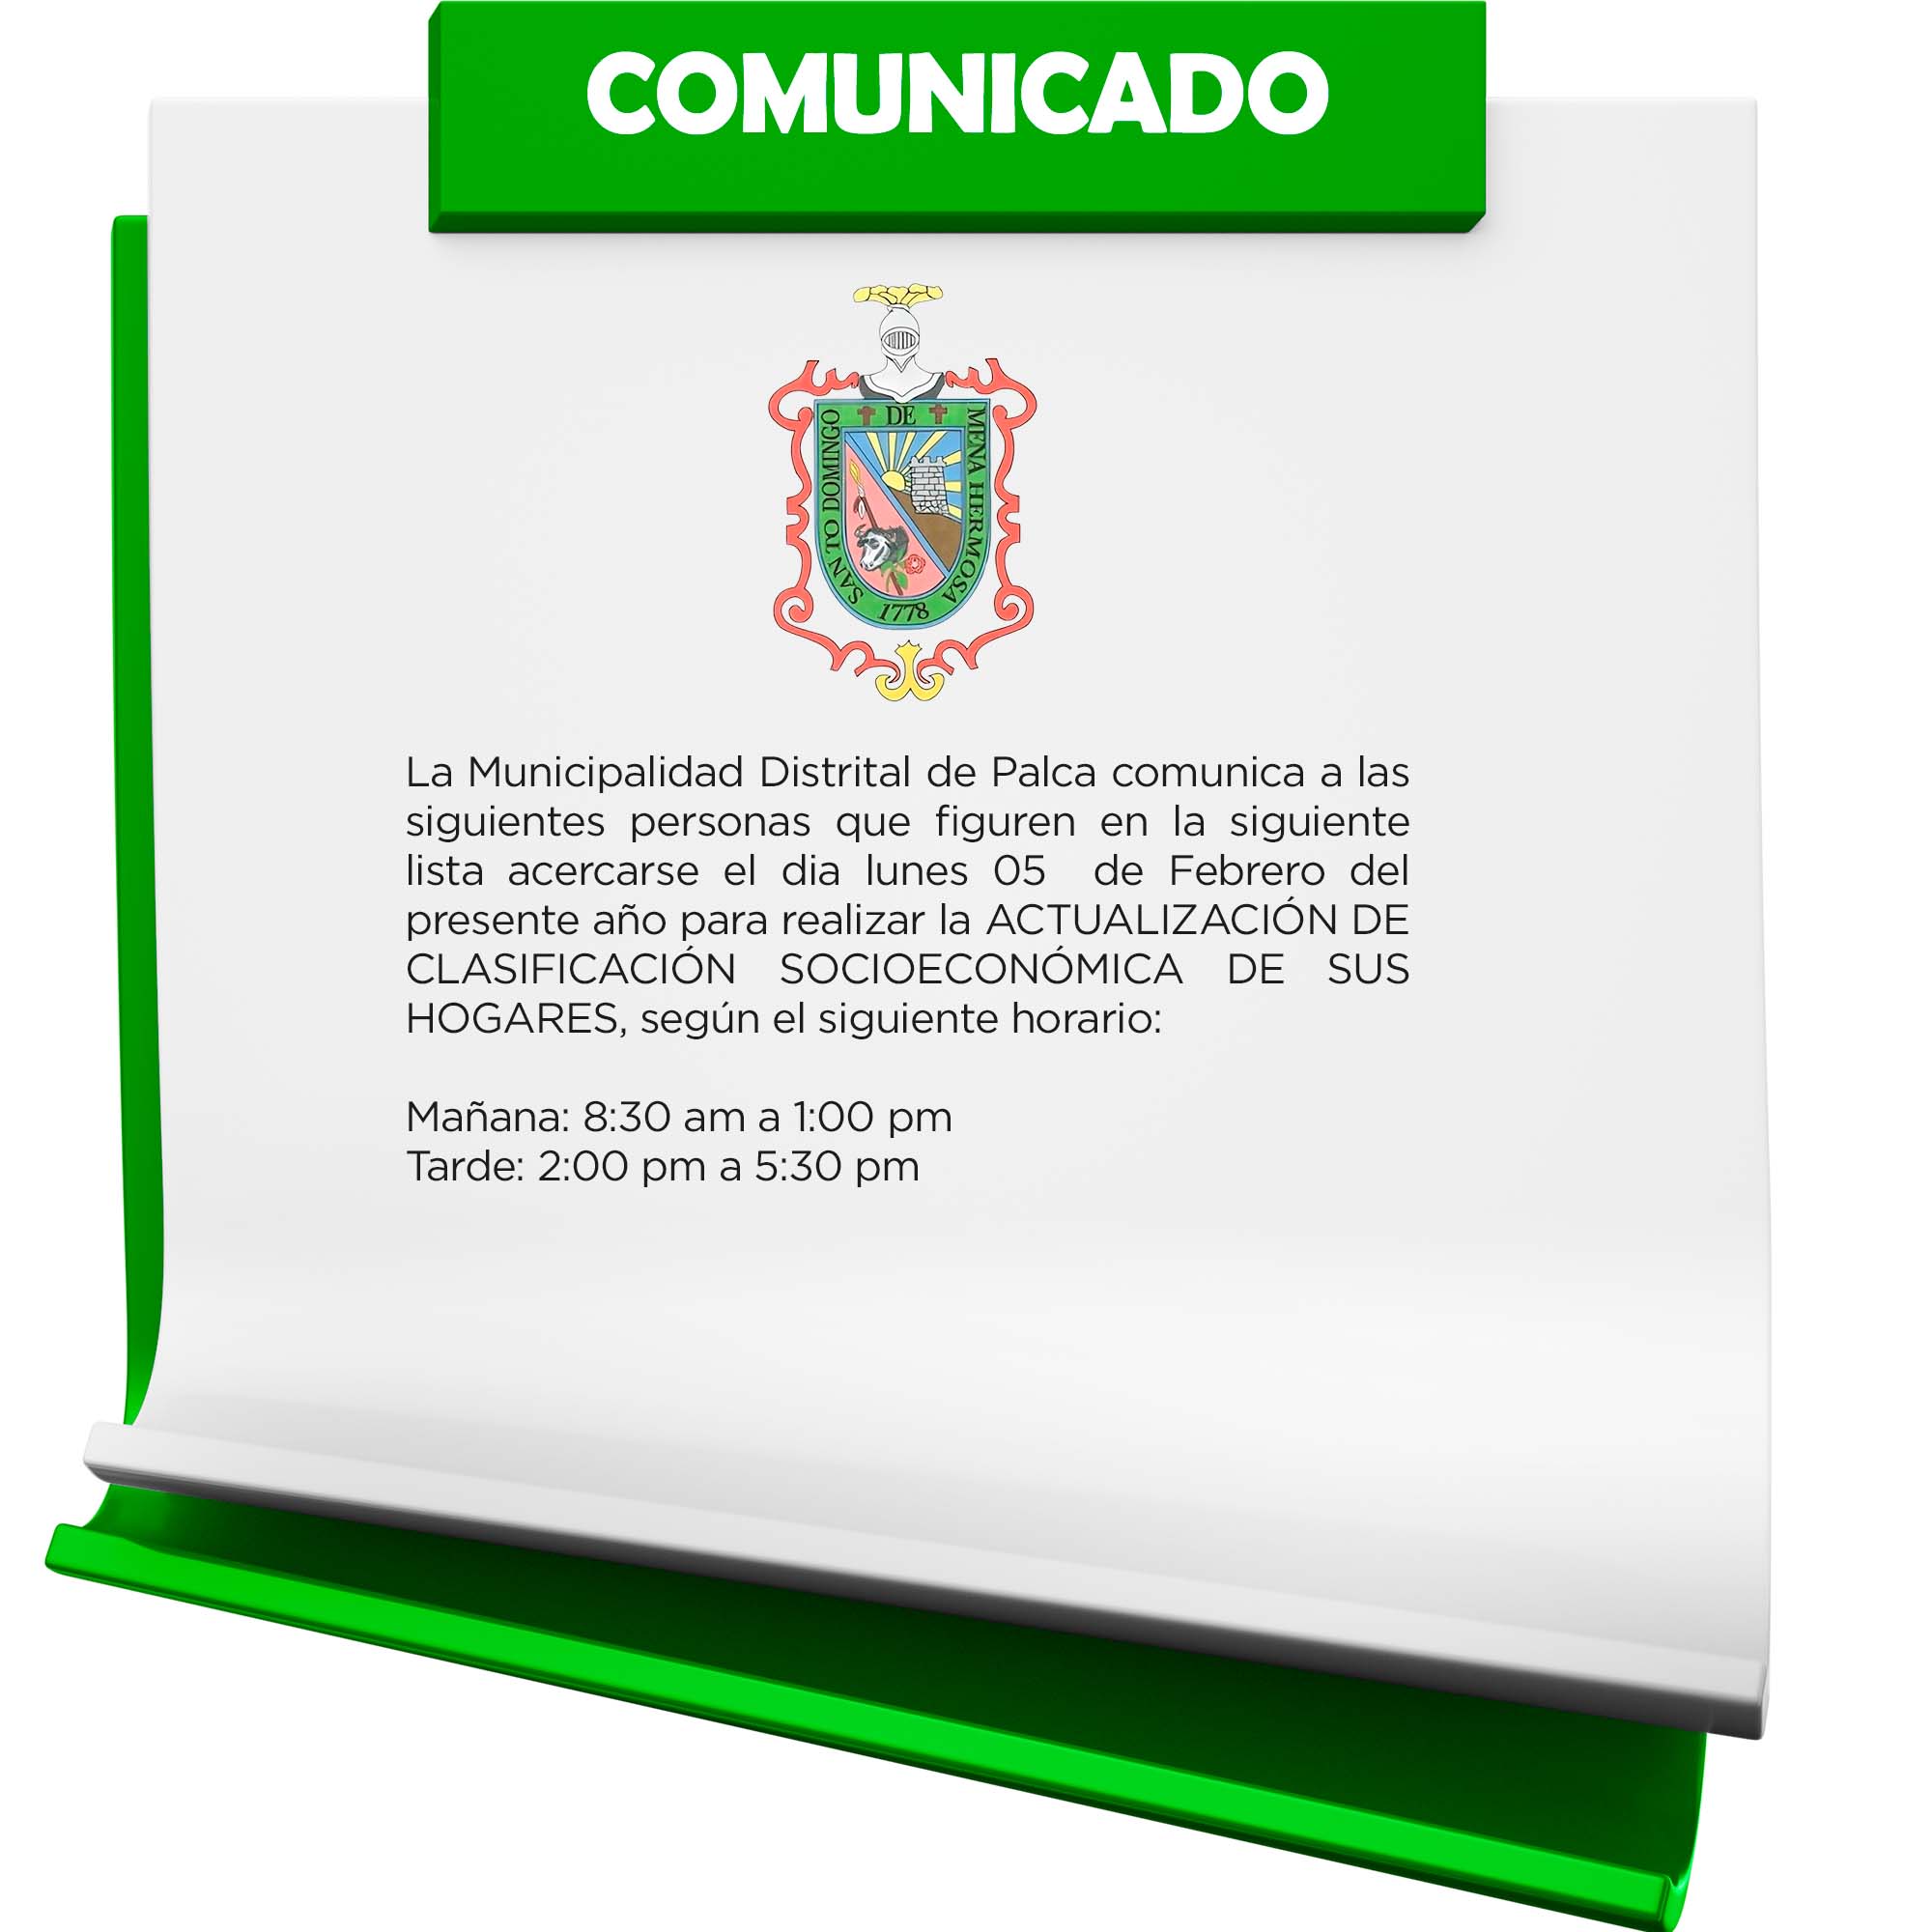 COMUNICADO
SANTO DOMINGO DE MENA HERMOSA
1778
La Municipalidad Distrital de Palca comunica a las
siguientes personas que figuren en la siguiente
lista acercarse el dia lunes 05 de Febrero del
presente año para realizar la ACTUALIZACIÓN DE
CLASIFICACIÓN SOCIOECONÓMICA DE SUS
HOGARES, según el siguiente horario:
Mañana: 8:30 am a 1:00 pm
Tarde: 2:00 pm a 5:30 pm